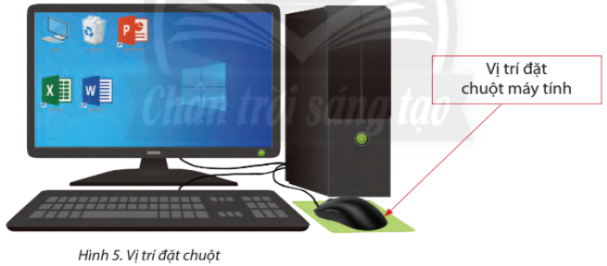 Chân trời sáng tạo
Vị trí đặt
chuột máy tính
P
X
W
Hình 5. Vị trí đặt chuột